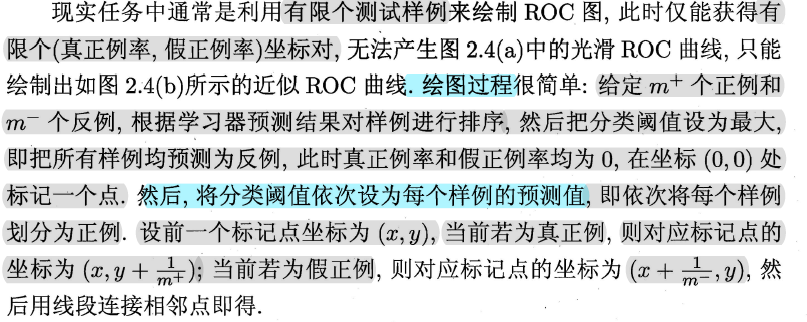 现实任务中通常是利用有限个测试样例来绘制 ROC 图, 此时仅能获得有
限个(真正例率, 假正例率)坐标对, 无法产生图 2.4(a)中的光滑 ROC 曲线, 只能
绘制出如图 2.4(b)所示的近似 ROC 曲线. 绘图过程很简单: 给定 m⁺ 个正例和
m⁻ 个反例, 根据学习器预测结果对样例进行排序, 然后把分类阈值设为最大,
即把所有样例均预测为反例, 此时真正例率和假正例率均为 0, 在坐标 (0,0) 处
标记一个点. 然后, 将分类阈值依次设为每个样例的预测值, 即依次将每个样例
划分为正例. 设前一个标记点坐标为 (x,y), 当前若为真正例, 则对应标记点的
坐标为 (x,y + 1/m⁺); 当前若为假正例, 则对应标记点的坐标为 (x + 1/m⁻,y), 然
后用线段连接相邻点即得.